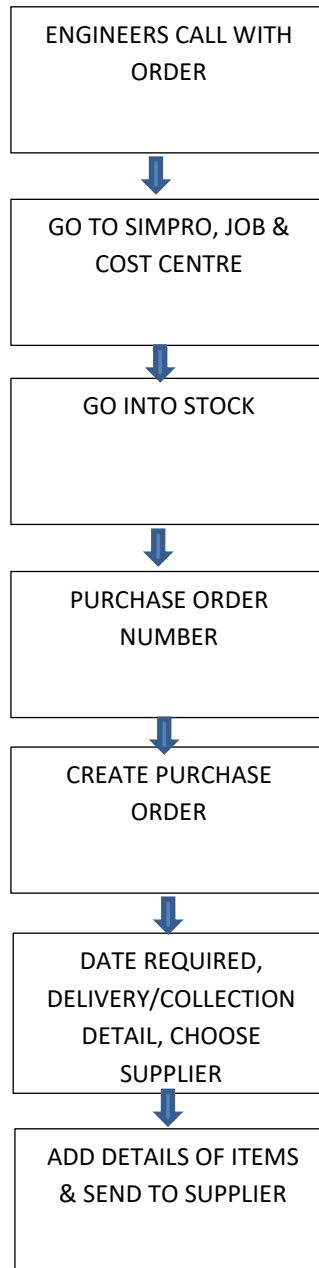 ENGINEERS CALL WITH
ORDER
GO TO SIMPRO, JOB &
COST CENTRE
GO INTO STOCK
PURCHASE ORDER
NUMBER
CREATE PURCHASE
ORDER
DATE REQUIRED,
DELIVERY/COLLECTION
DETAIL, CHOOSE
SUPPLIER
ADD DETAILS OF ITEMS
& SEND TO SUPPLIER